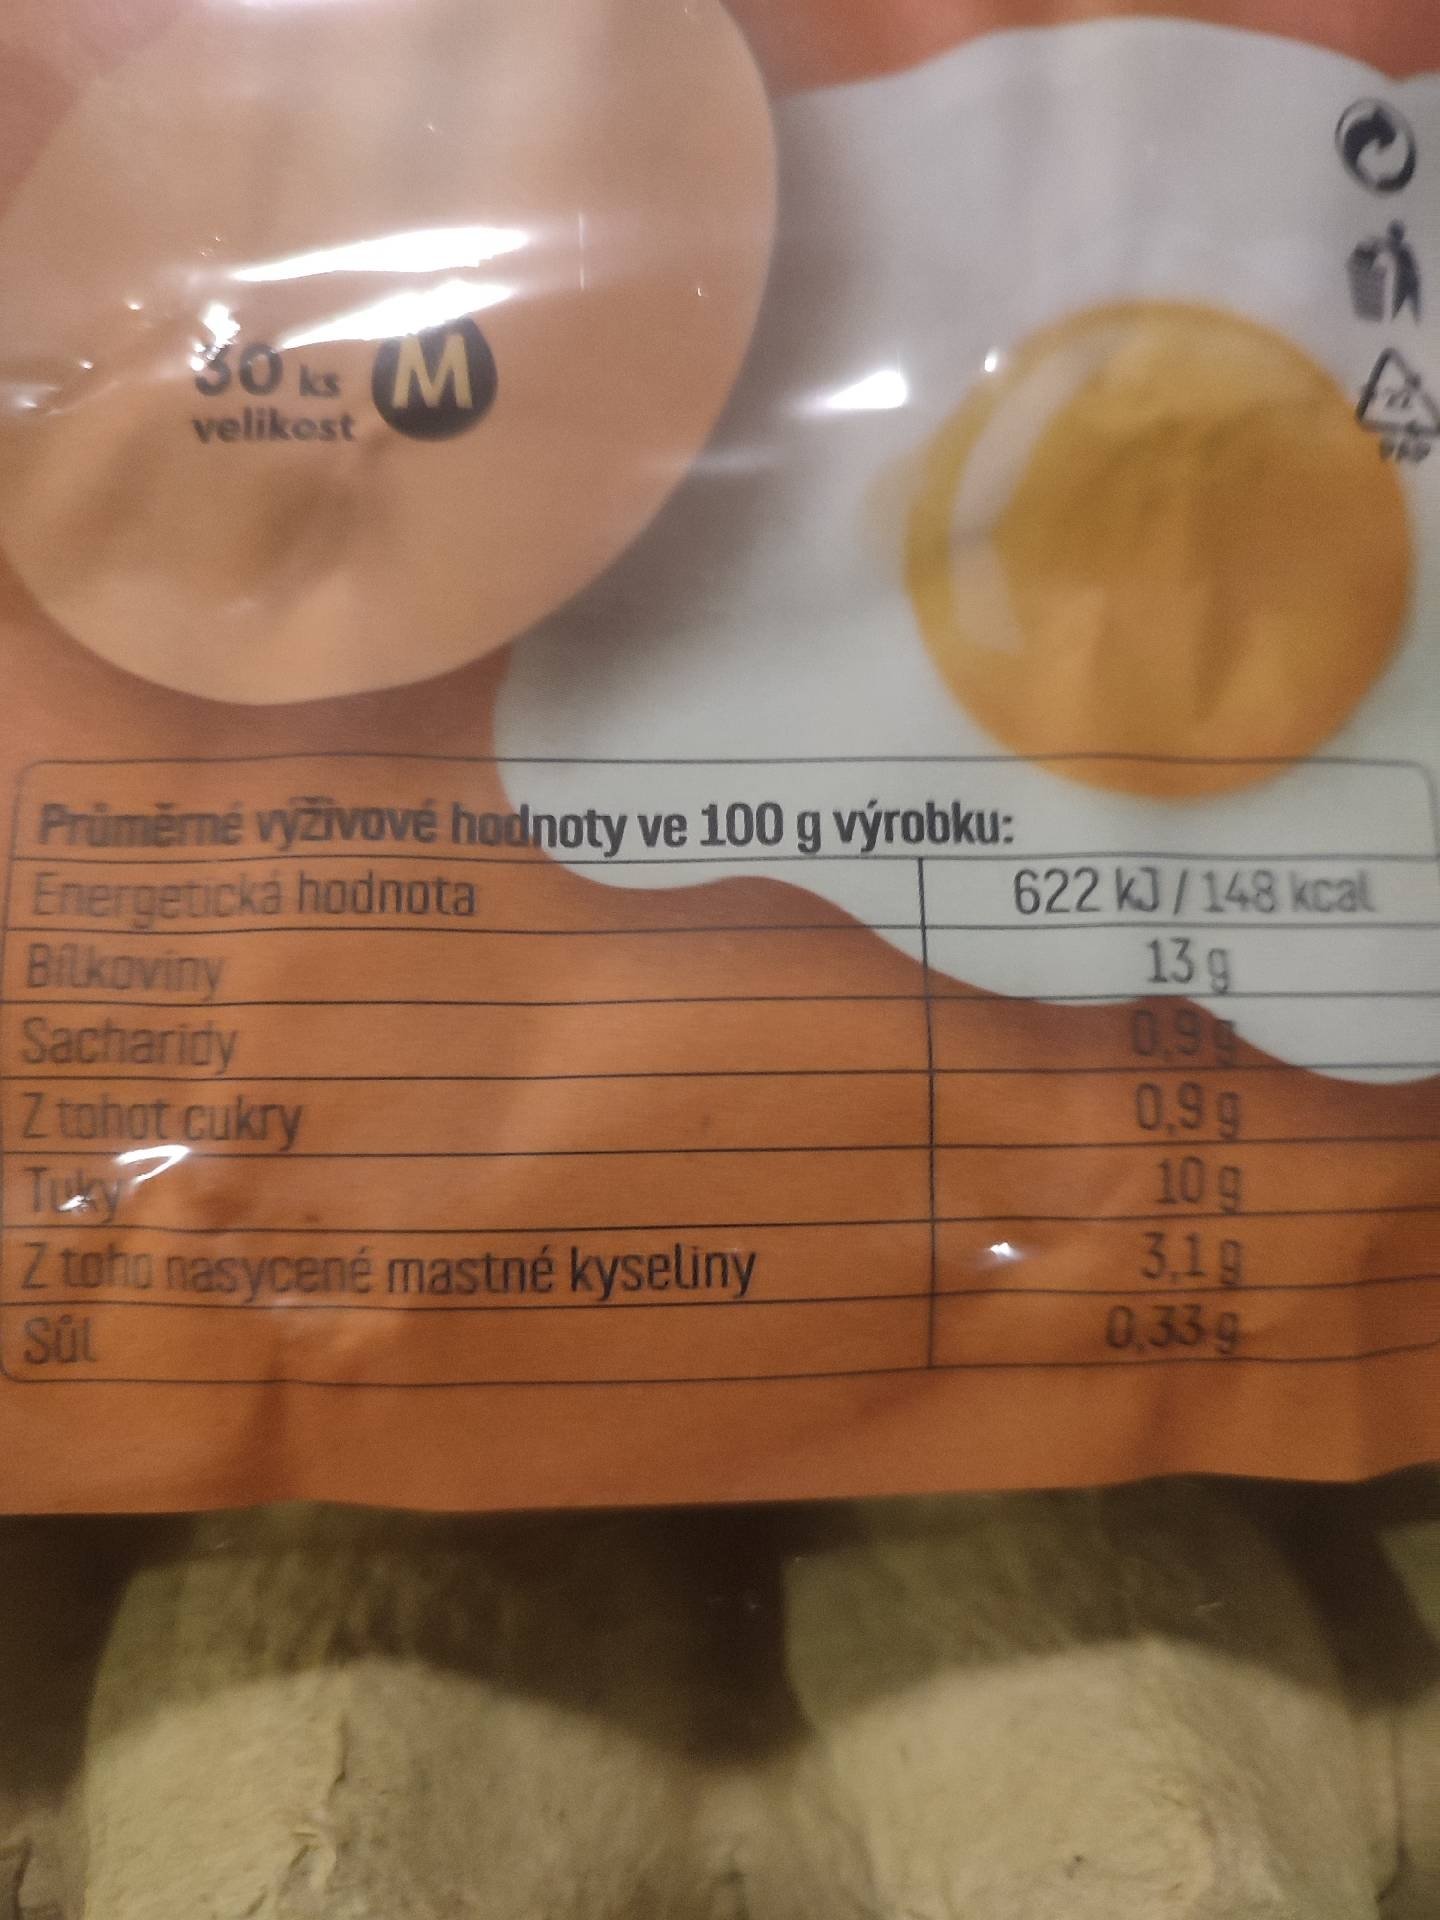 30 ks
velikost
M
Průměrné výživové hodnoty ve 100 g výrobku:
Energetická hodnota 622 kJ / 148 kcal
Bílkoviny 13 g
Sacharidy 0,9 g
Z tohot cukry 0,9 g
Tuky 10 g
Z toho nasycené mastné kyseliny 3,1 g
Sůl 0,33 g